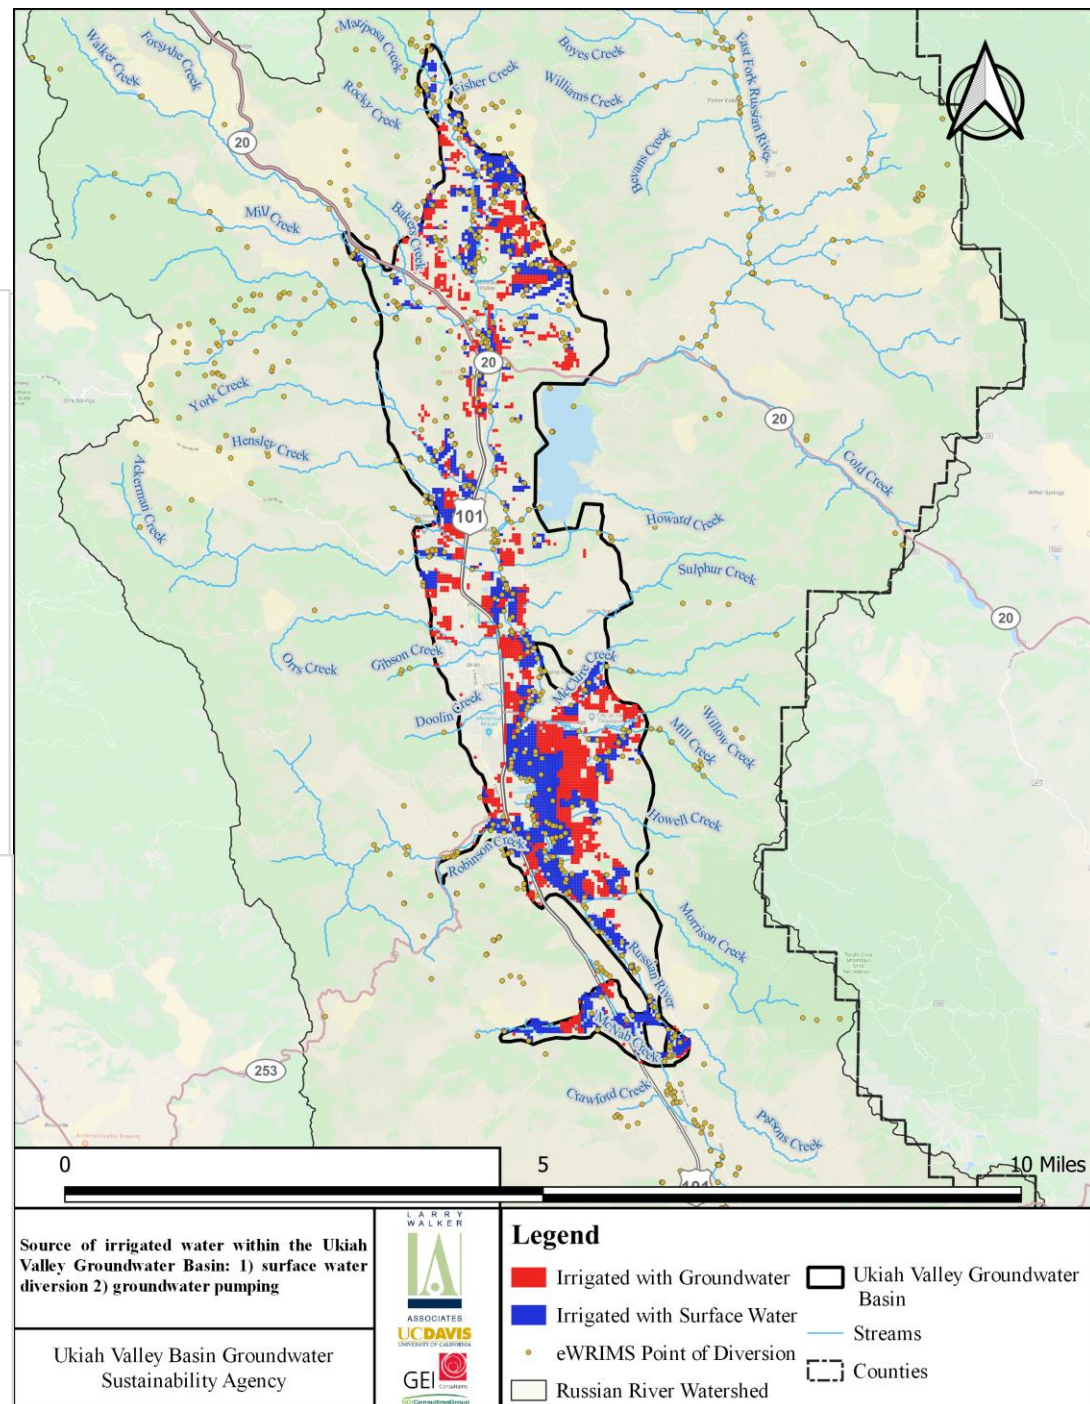 Mariposa Creek
Forsythe Creek
Walker Creek
Boyes Creek
East Fork Russian River
Fisher Creek
Williams Creek
Rocky Creek
20
Bevans Creek
Mill Creek
Bakers Creek
20
York Creek
20
Hensley Creek
Cold Creek
Ackerman Creek
101
Howard Creek
Sulphur Creek
20
Orrs Creek
Gibson Creek
McClure Creek
Doolin Creek
Willow Creek
Mill Creek
Howell Creek
Robinson Creek
Morrison Creek
Russian River
McNab Creek
253
Crawford Creek
Parsons Creek
0
5
10 Miles
101
Source of irrigated water within the Ukiah
Valley Groundwater Basin: 1) surface water
diversion 2) groundwater pumping
Ukiah Valley Basin Groundwater
Sustainability Agency
LARRY
WALKER
ASSOCIATES
UCDAVIS
UNIVERSITY OF CALIFORNIA
GEI Consultants
Legend
Irrigated with Groundwater
Irrigated with Surface Water
eWRIMS Point of Diversion
Russian River Watershed
Ukiah Valley Groundwater
Basin
Streams
Counties